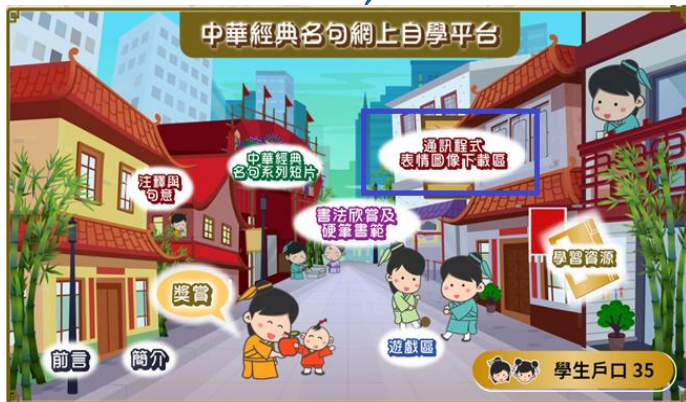 中華經典名句網上自學平台
通訊程式
表情圖像下載區
中華經典
名句系列短片
注釋與
句意
書法欣賞及
硬筆書範
學習資源
獎賞
遊戲區
前言
簡介
學生戶口 35